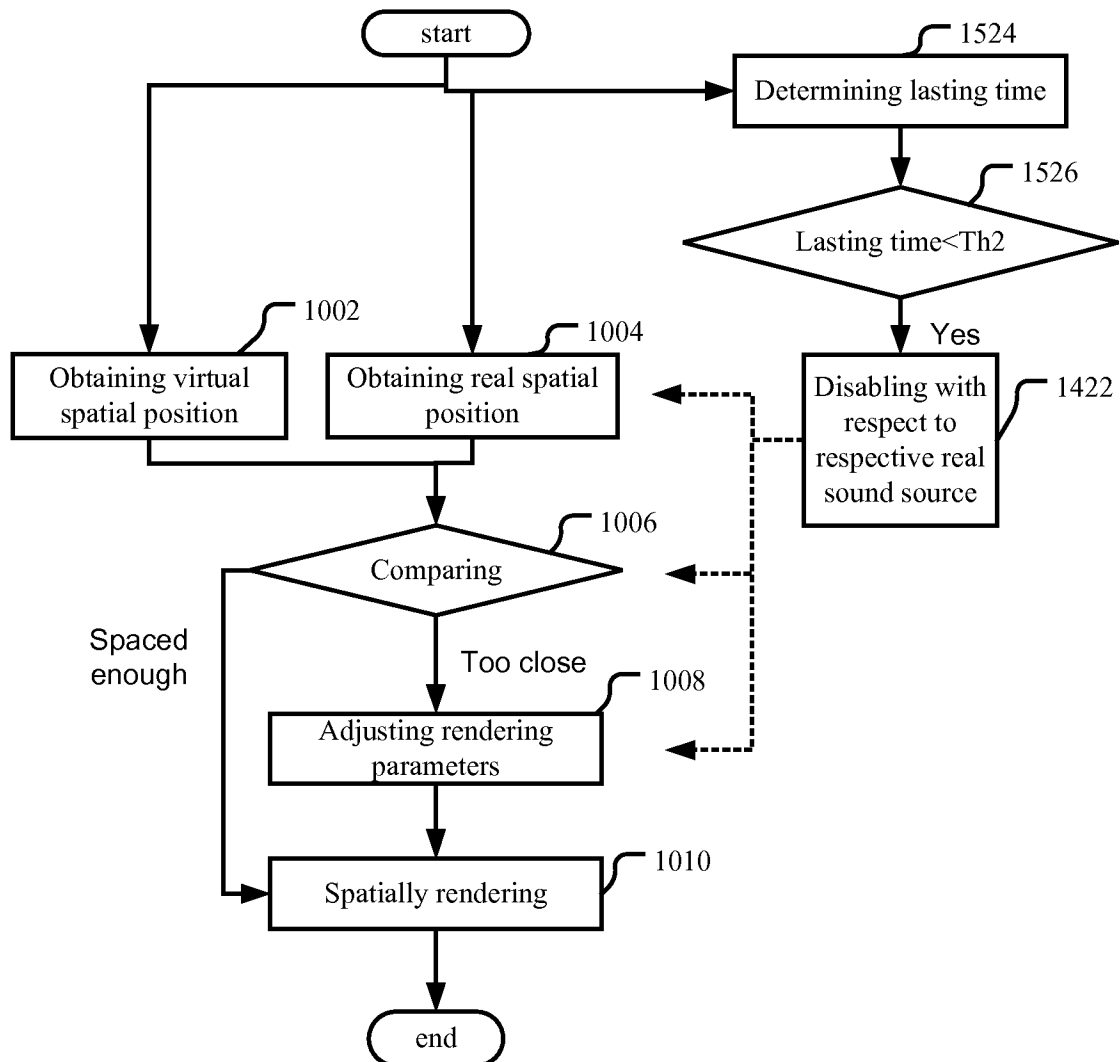 start
1524
Determining lasting time
1526
Lasting time<Th2
Yes
1002
Obtaining virtual
spatial position
1004
Obtaining real spatial
position
1422
Disabling with
respect to
respective real
sound source
1006
Comparing
Spaced
enough
Too close
1008
Adjusting rendering
parameters
1010
Spatially rendering
end